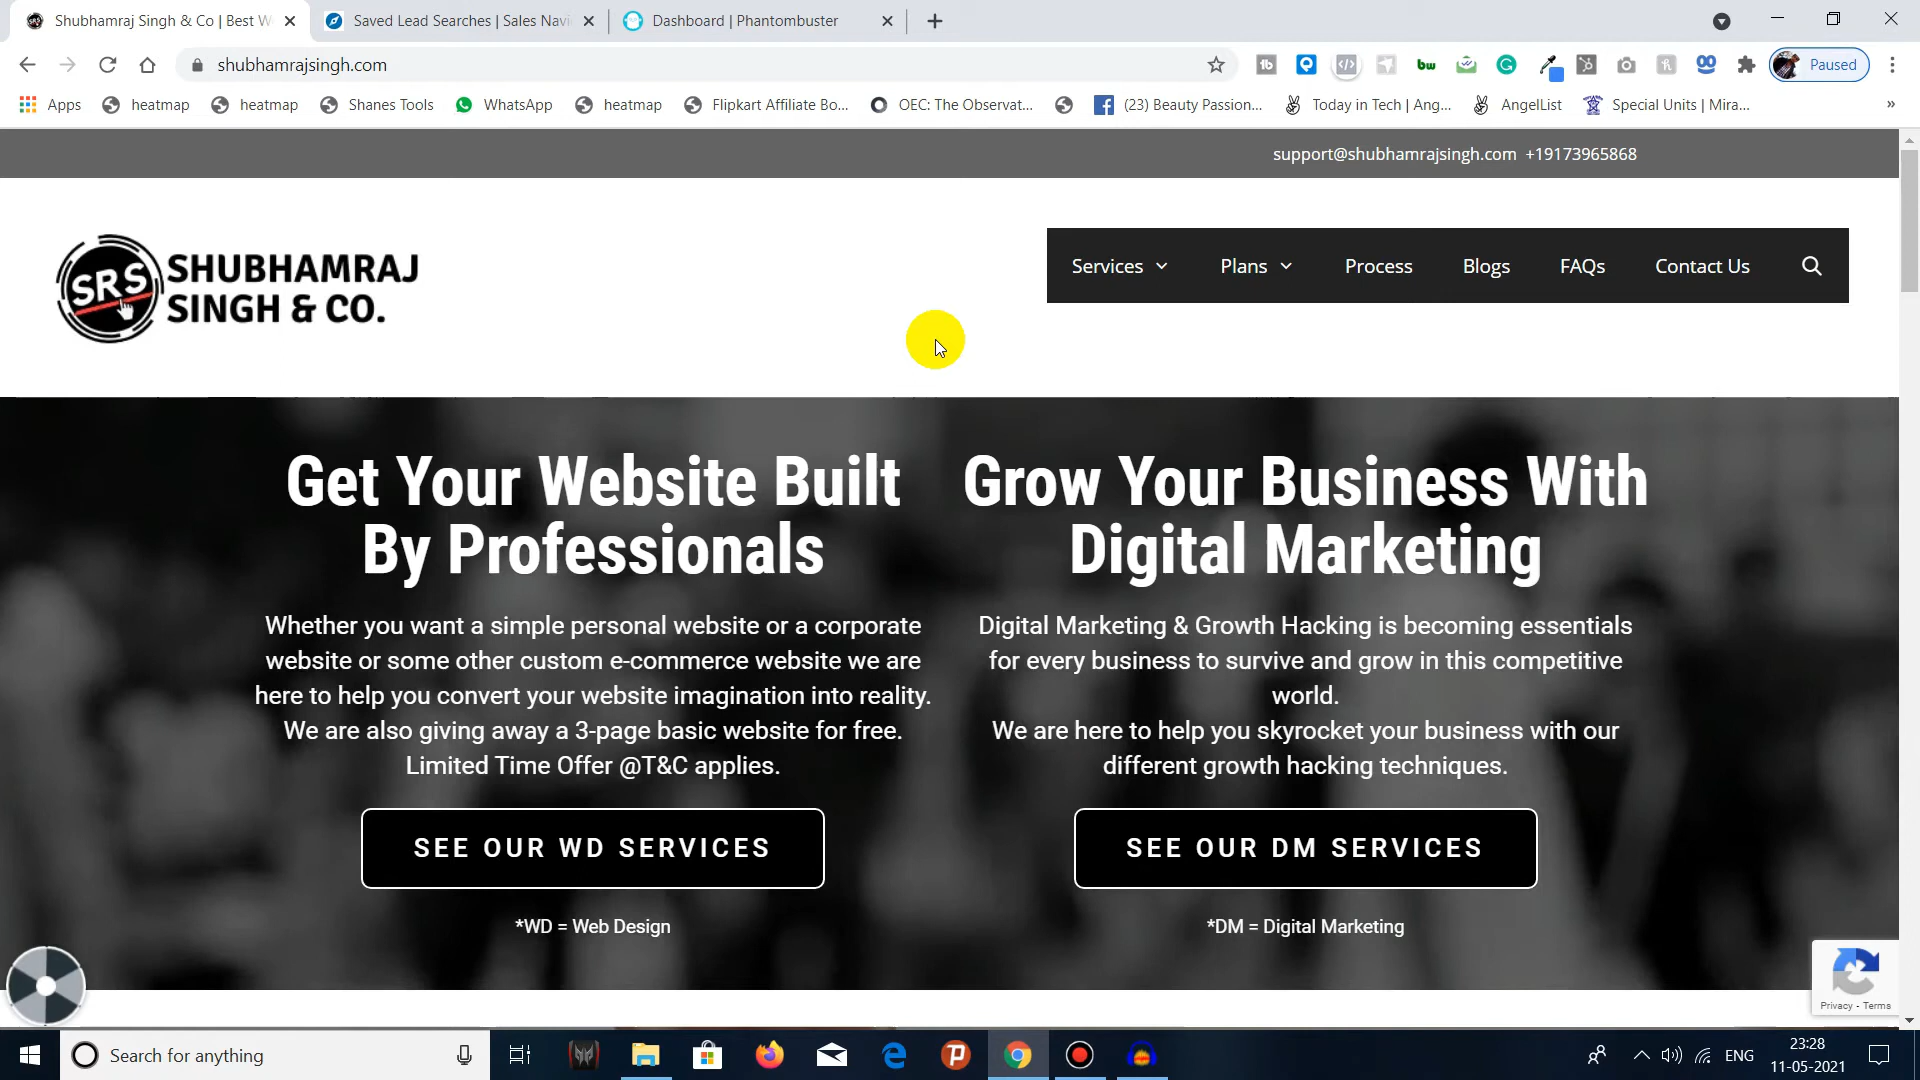 Shubhamraj Singh & Co | Best W
Saved Lead Searches | Sales Navi
Dashboard | Phantombuster
shubhamrajsingh.com
Paused
Apps
heatmap
heatmap
Shanes Tools
WhatsApp
heatmap
Flipkart Affiliate Bo...
OEC: The Observat...
(23) Beauty Passion...
Today in Tech | Ang...
AngelList
Special Units | Mira...
support@shubhamrajsingh.com +19173965868
SRS
SHUBHAMRAJ
SINGH & CO.
Services
Plans
Process
Blogs
FAQs
Contact Us
Get Your Website Built
By Professionals
Whether you want a simple personal website or a corporate
website or some other custom e-commerce website we are
here to help you convert your website imagination into reality.
We are also giving away a 3-page basic website for free.
Limited Time Offer @T&C applies.
SEE OUR WD SERVICES
*WD = Web Design
Grow Your Business With
Digital Marketing
Digital Marketing & Growth Hacking is becoming essentials
for every business to survive and grow in this competitive
world.
We are here to help you skyrocket your business with our
different growth hacking techniques.
SEE OUR DM SERVICES
*DM = Digital Marketing
Privacy - Terms
Search for anything
ENG
23:28
11-05-2021